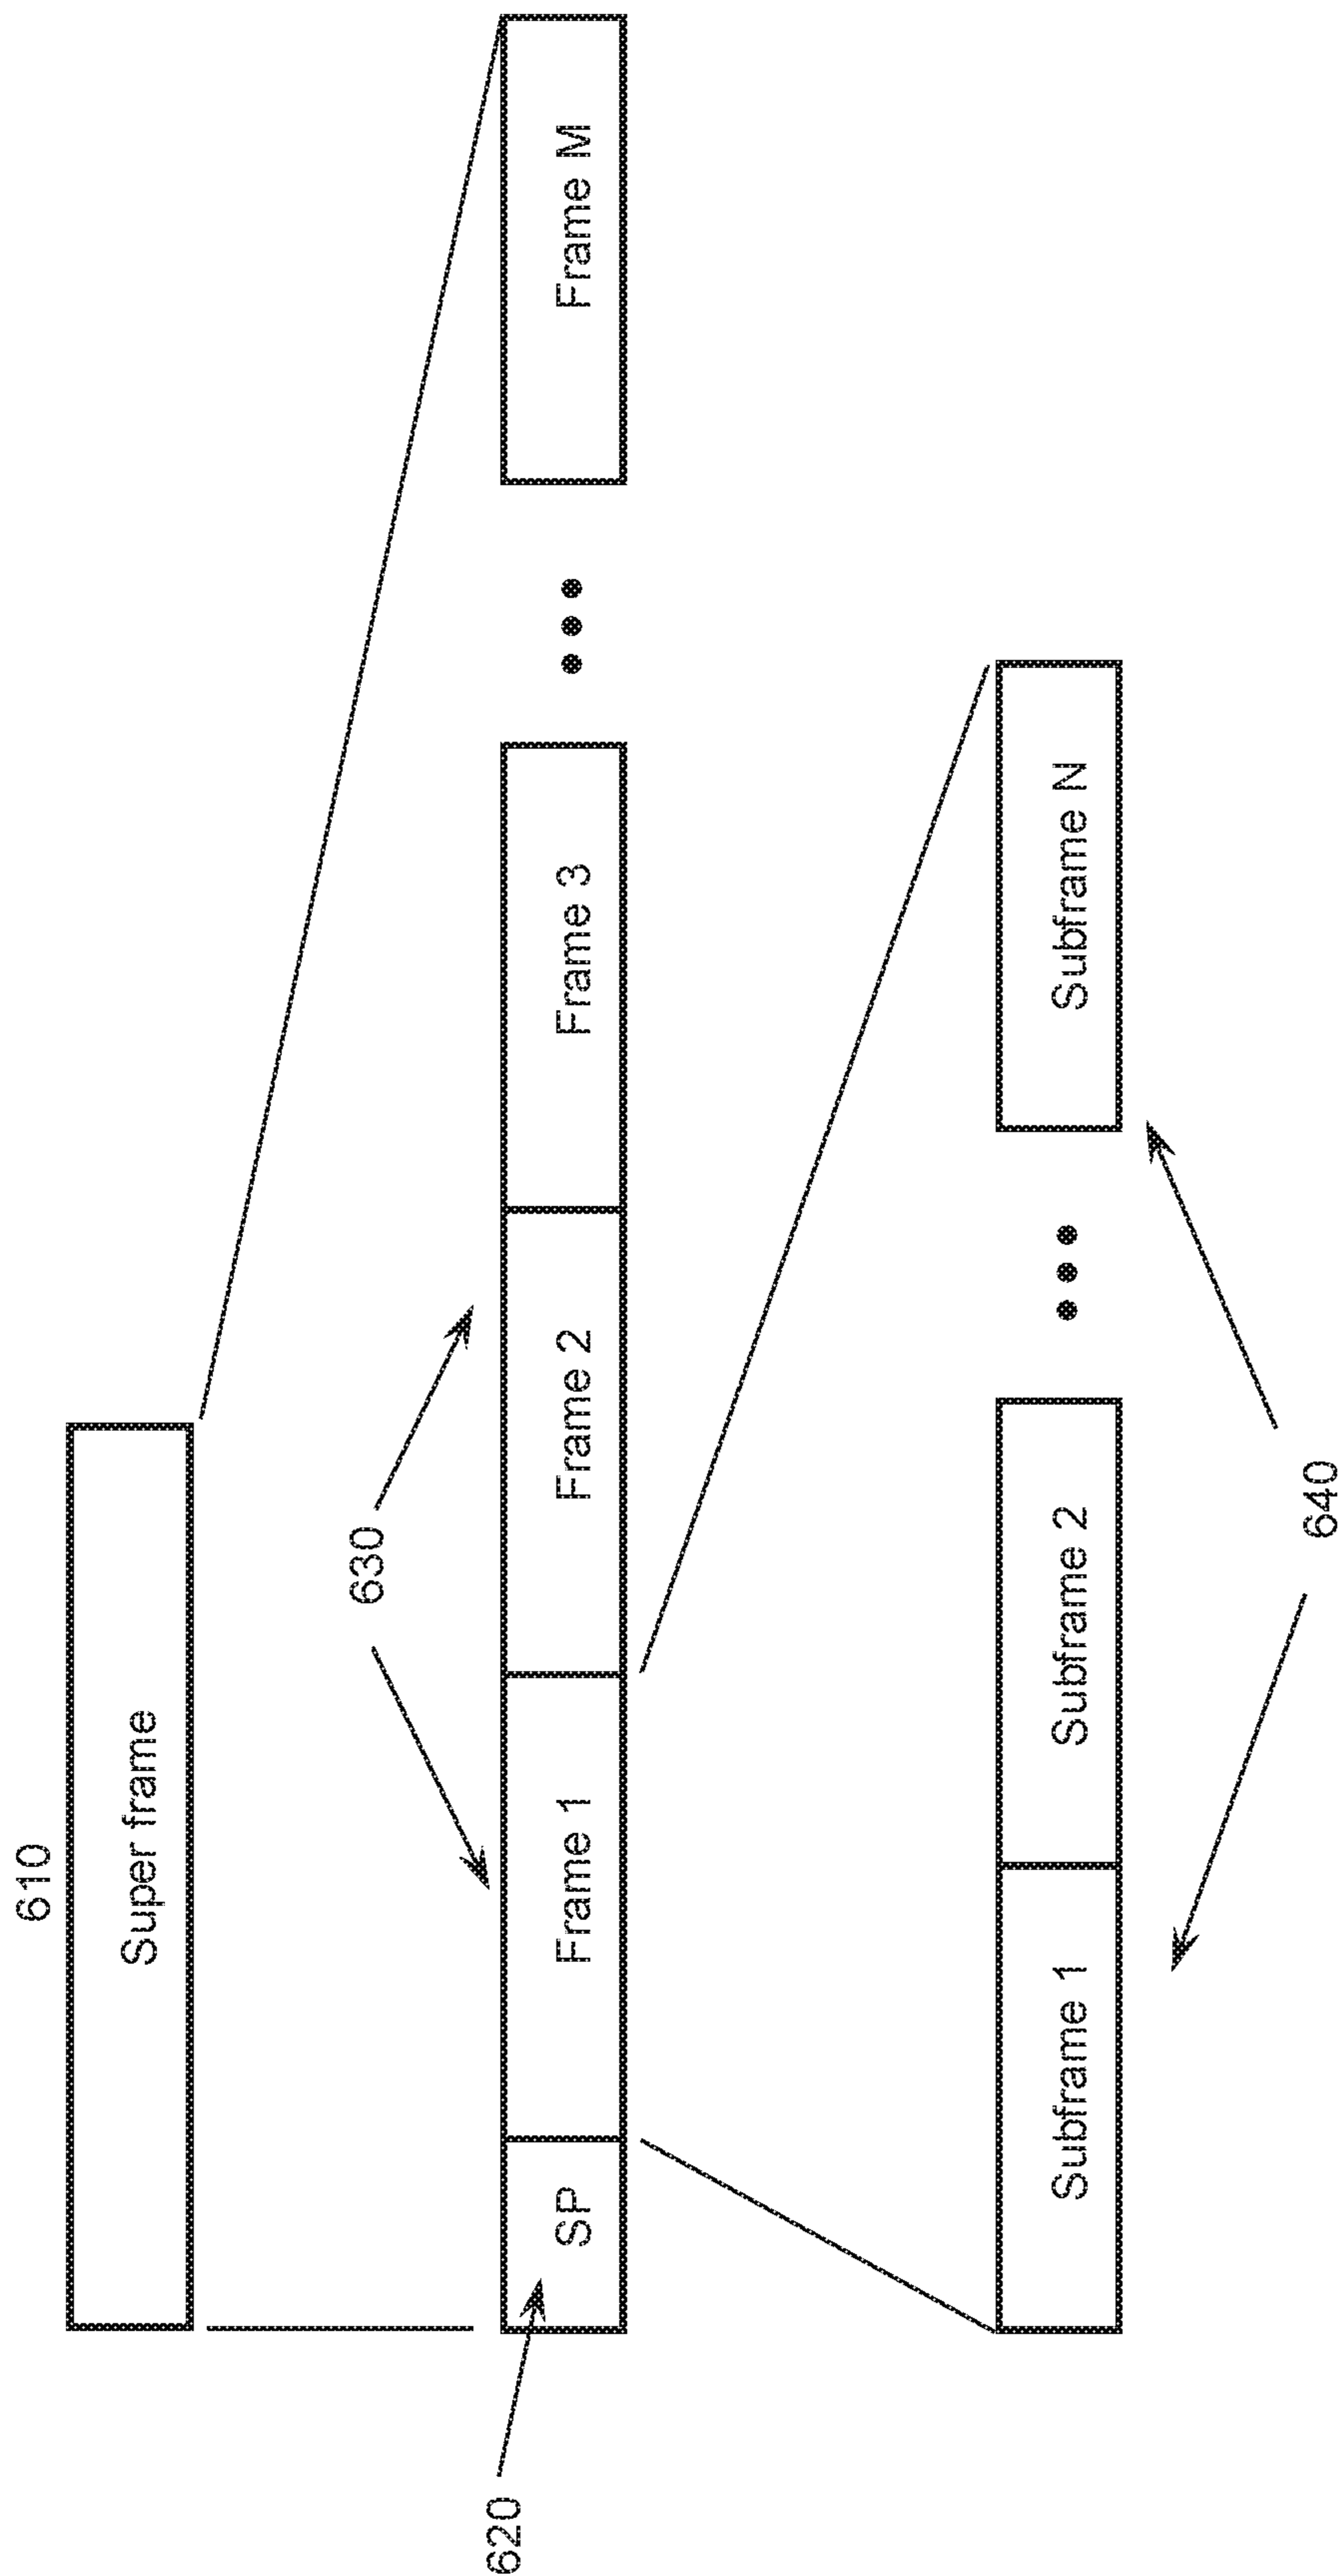 610
Super frame
630
620
SP
Frame 1
Frame 2
Frame 3
Frame M
Subframe 1
Subframe 2
Subframe N
640